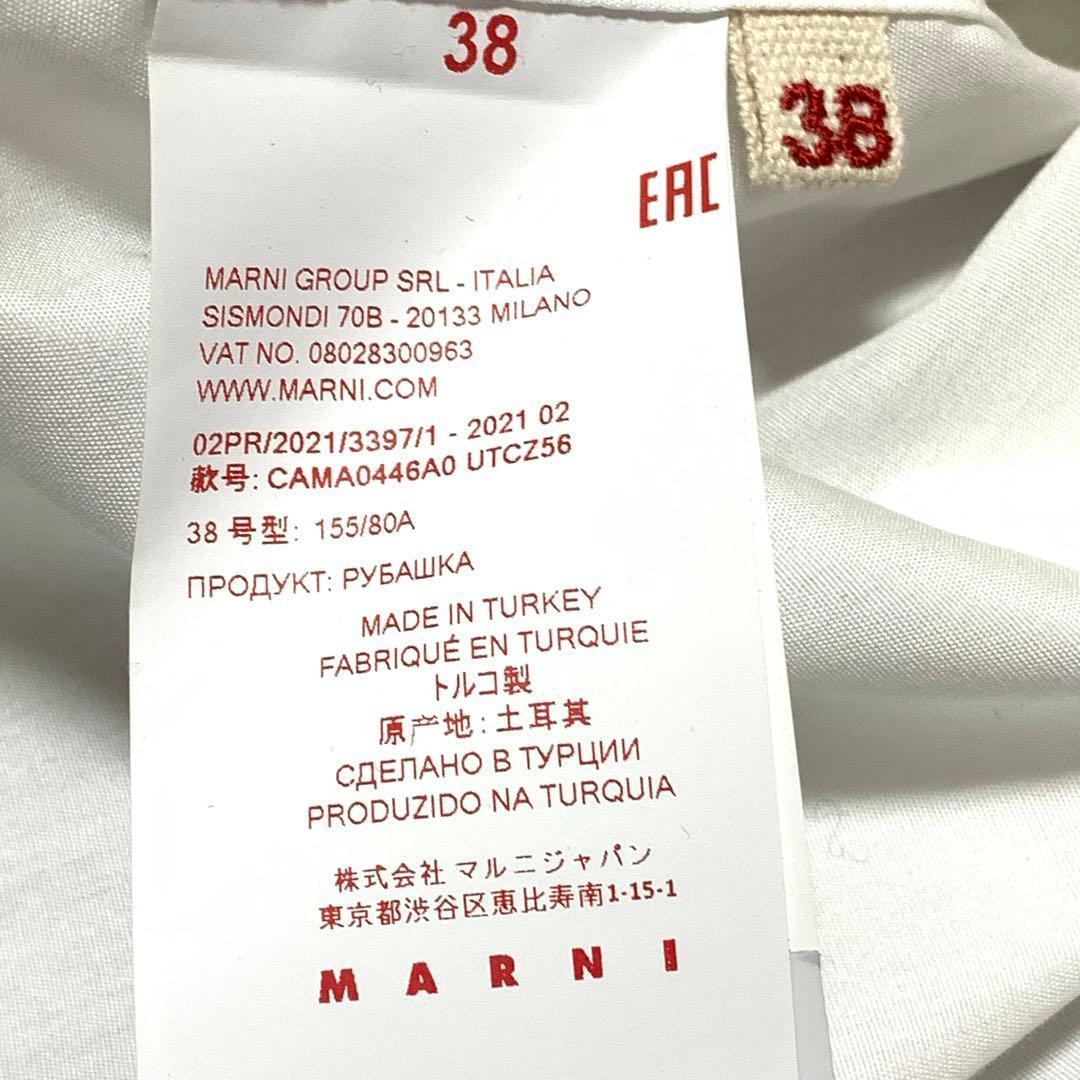 38
38
EAC
MARNI GROUP SRL - ITALIA
SISMONDI 70B - 20133 MILANO
VAT NO. 08028300963
WWW.MARNI.COM
02PR/2021/3397/1 - 2021 02
款号: CAMA0446A0 UTCZ56
38 号型: 155/80A
ПРОДУКТ: РУБАШКА
MADE IN TURKEY
FABRIQUÉ EN TURQUIE
トルコ製
原产地: 土耳其
СДЕЛАНО В ТУРЦИИ
PRODUZIDO NA TURQUIA
株式会社 マルニジャパン
東京都渋谷区恵比寿南1-15-1
MARNI